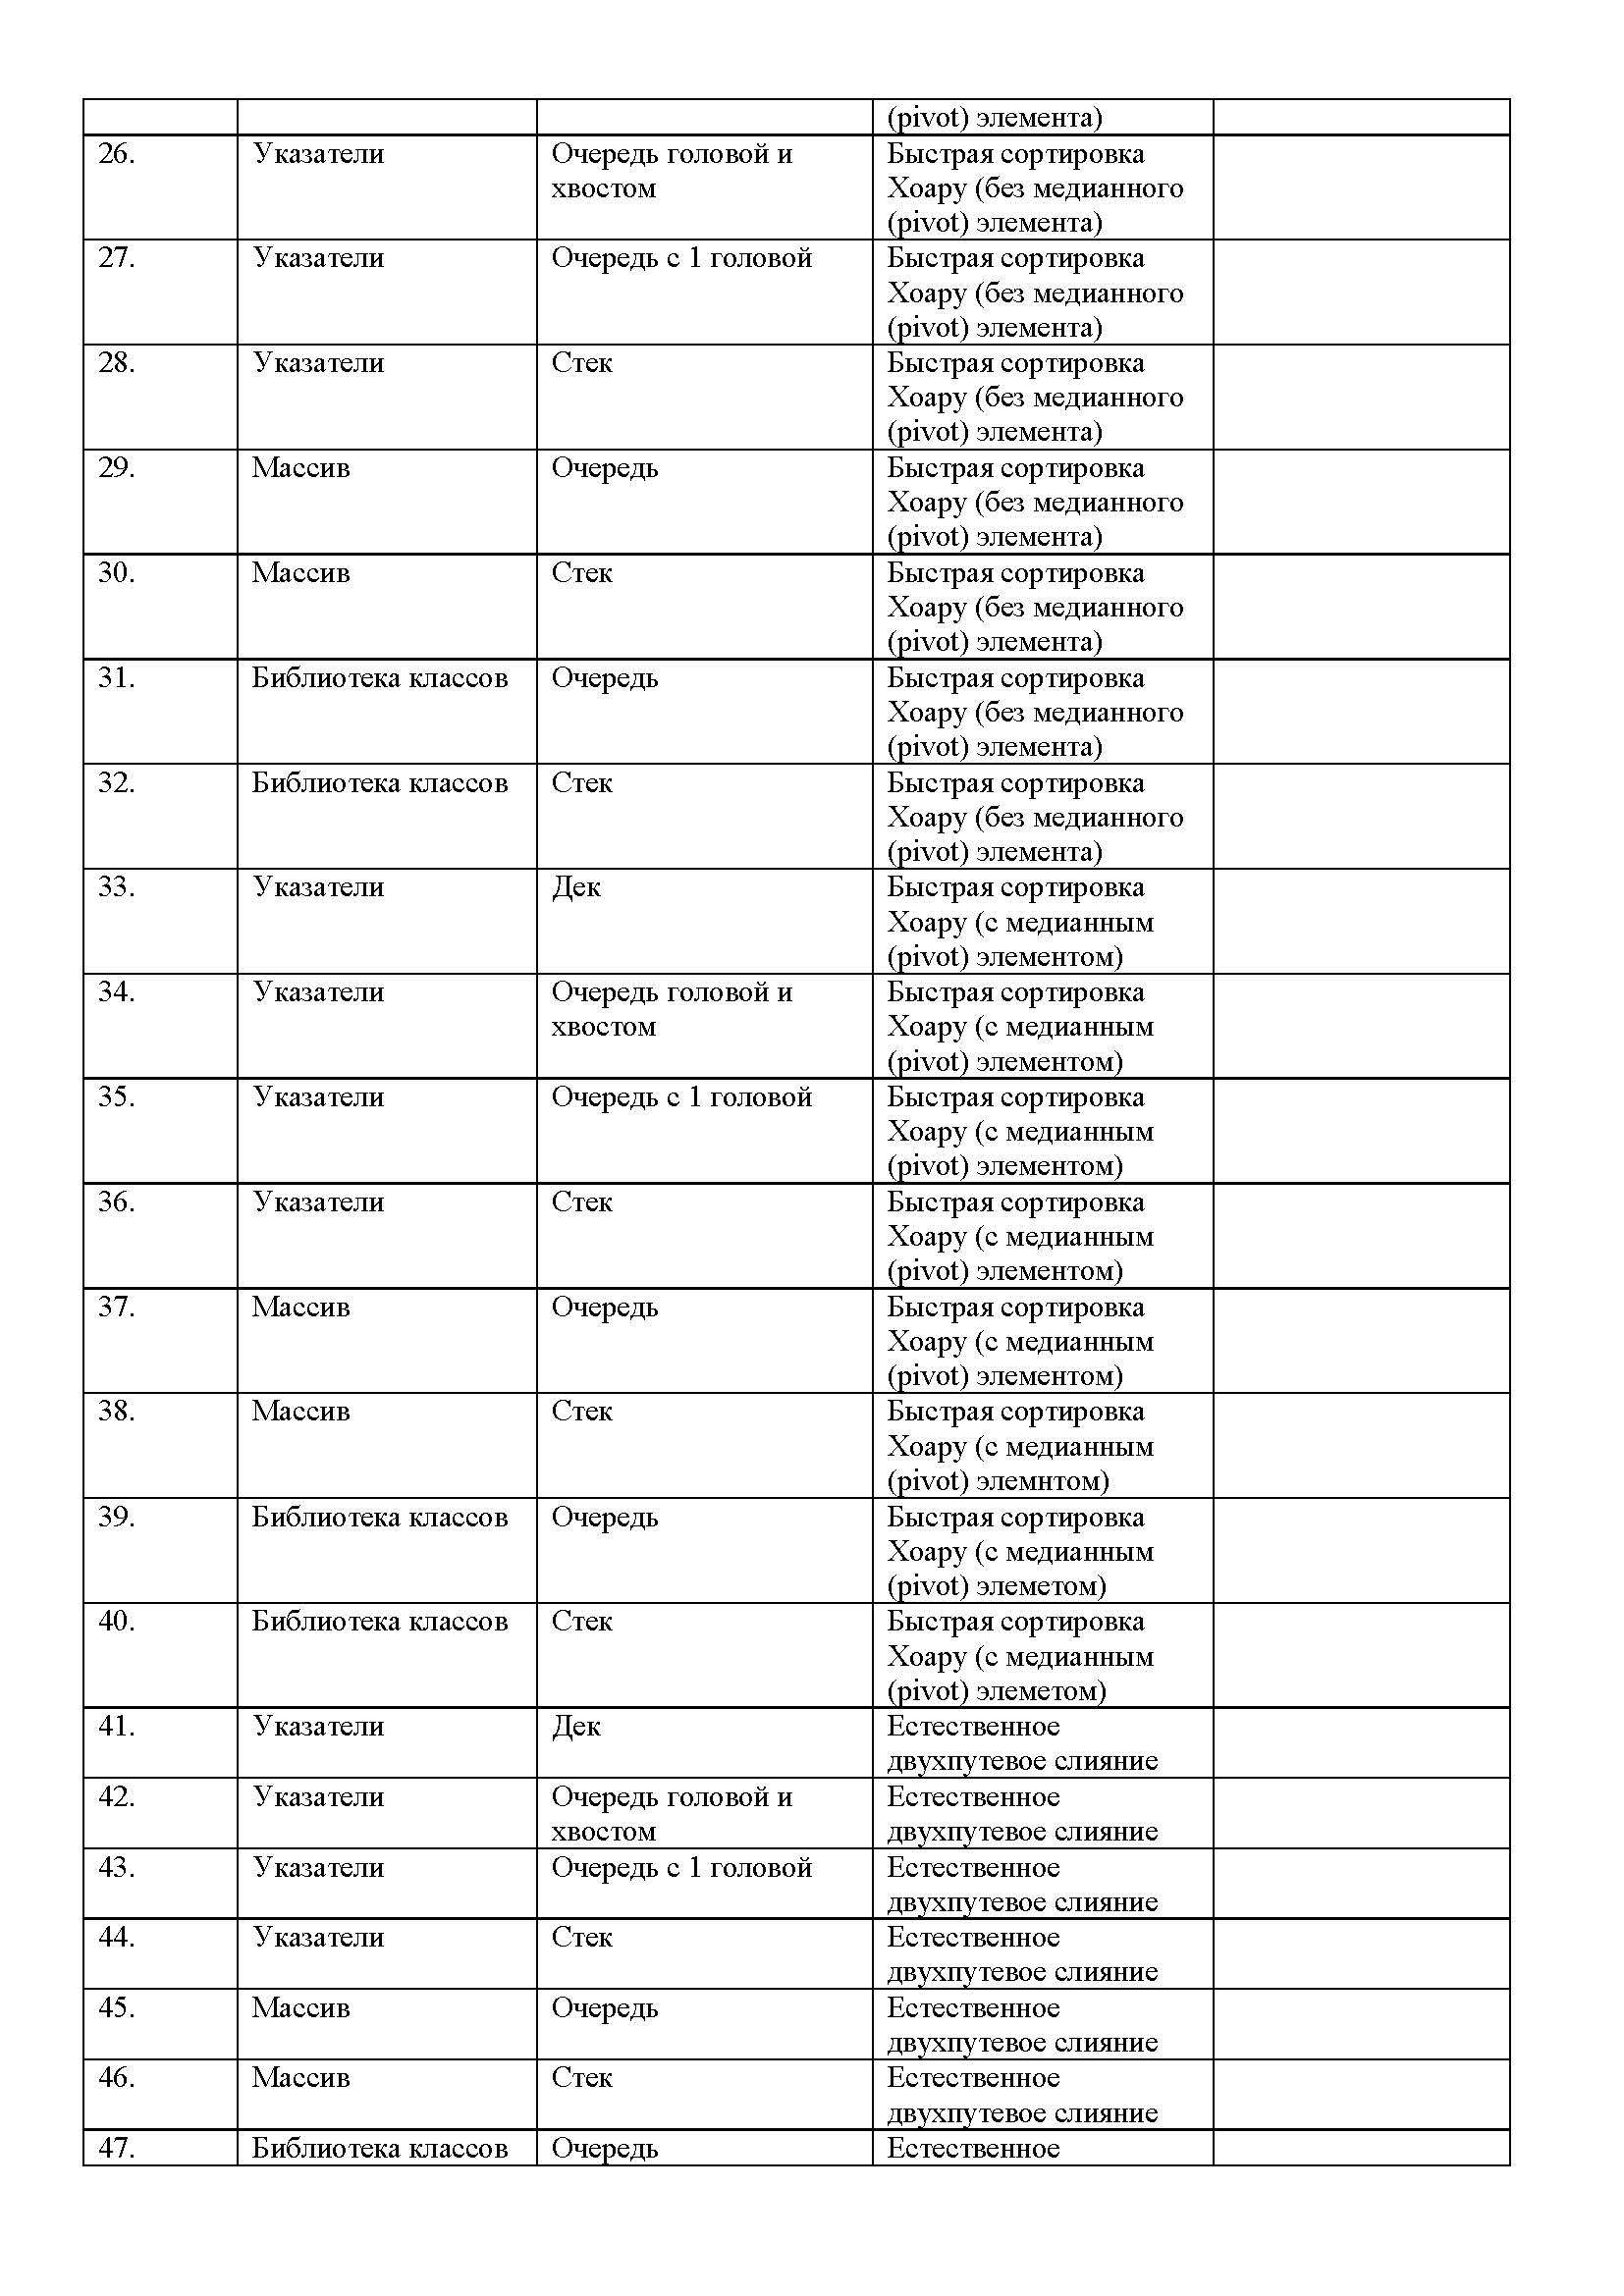 (pivot) элемента)
26. Указатели Очередь головой и Быстрая сортировка
хвостом Хоару (без медианного
(pivot) элемента)
27. Указатели Очередь с 1 головой Быстрая сортировка
Хоару (без медианного
(pivot) элемента)
28. Указатели Стек Быстрая сортировка
Хоару (без медианного
(pivot) элемента)
29. Массив Очередь Быстрая сортировка
Хоару (без медианного
(pivot) элемента)
30. Массив Стек Быстрая сортировка
Хоару (без медианного
(pivot) элемента)
31. Библиотека классов Очередь Быстрая сортировка
Хоару (без медианного
(pivot) элемента)
32. Библиотека классов Стек Быстрая сортировка
Хоару (без медианного
(pivot) элемента)
33. Указатели Дек Быстрая сортировка
Хоару (с медианным
(pivot) элементом)
34. Указатели Очередь головой и Быстрая сортировка
хвостом Хоару (с медианным
(pivot) элементом)
35. Указатели Очередь с 1 головой Быстрая сортировка
Хоару (с медианным
(pivot) элементом)
36. Указатели Стек Быстрая сортировка
Хоару (с медианным
(pivot) элементом)
37. Массив Очередь Быстрая сортировка
Хоару (с медианным
(pivot) элементом)
38. Массив Стек Быстрая сортировка
Хоару (с медианным
(pivot) элемнтом)
39. Библиотека классов Очередь Быстрая сортировка
Хоару (с медианным
(pivot) элеметом)
40. Библиотека классов Стек Быстрая сортировка
Хоару (с медианным
(pivot) элеметом)
41. Указатели Дек Естественное
двухпутевое слияние
42. Указатели Очередь головой и Естественное
хвостом двухпутевое слияние
43. Указатели Очередь с 1 головой Естественное
двухпутевое слияние
44. Указатели Стек Естественное
двухпутевое слияние
45. Массив Очередь Естественное
двухпутевое слияние
46. Массив Стек Естественное
двухпутевое слияние
47. Библиотека классов Очередь Естественное